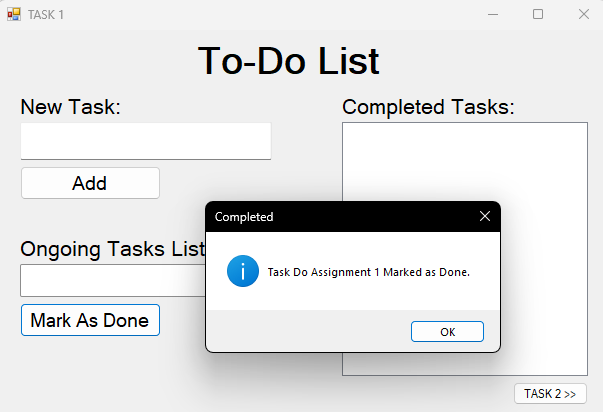 TASK 1
To-Do List
New Task:
Add
Completed Tasks:
Ongoing Tasks List
Mark As Done
Completed
Task Do Assignment 1 Marked as Done.
OK
TASK 2 >>